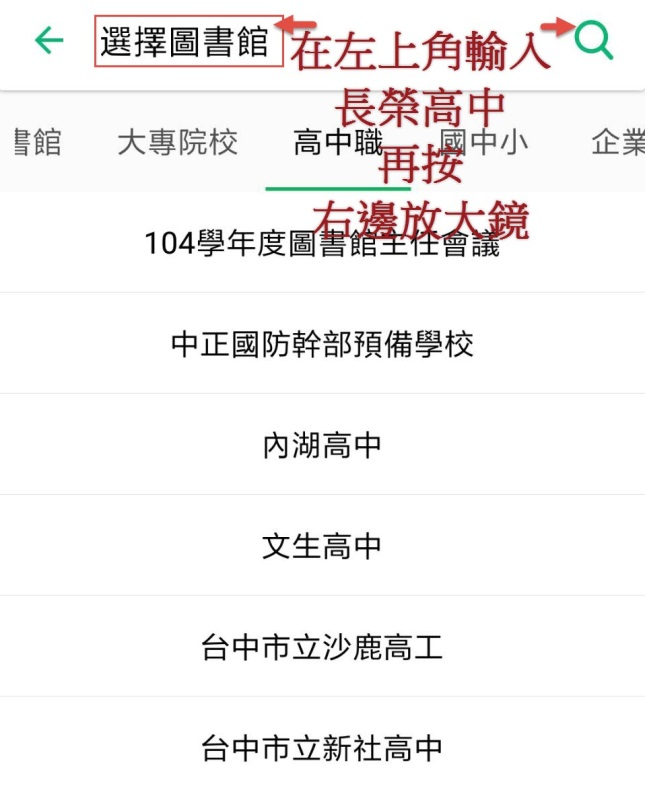 選擇圖書館
在左上角輸入
長榮高中
再按
右邊放大鏡
書館 大專院校 高中職 國中小 企業
104學年度圖書館主任會議
中正國防幹部預備學校
內湖高中
文生高中
台中市立沙鹿高工
台中市立新社高中